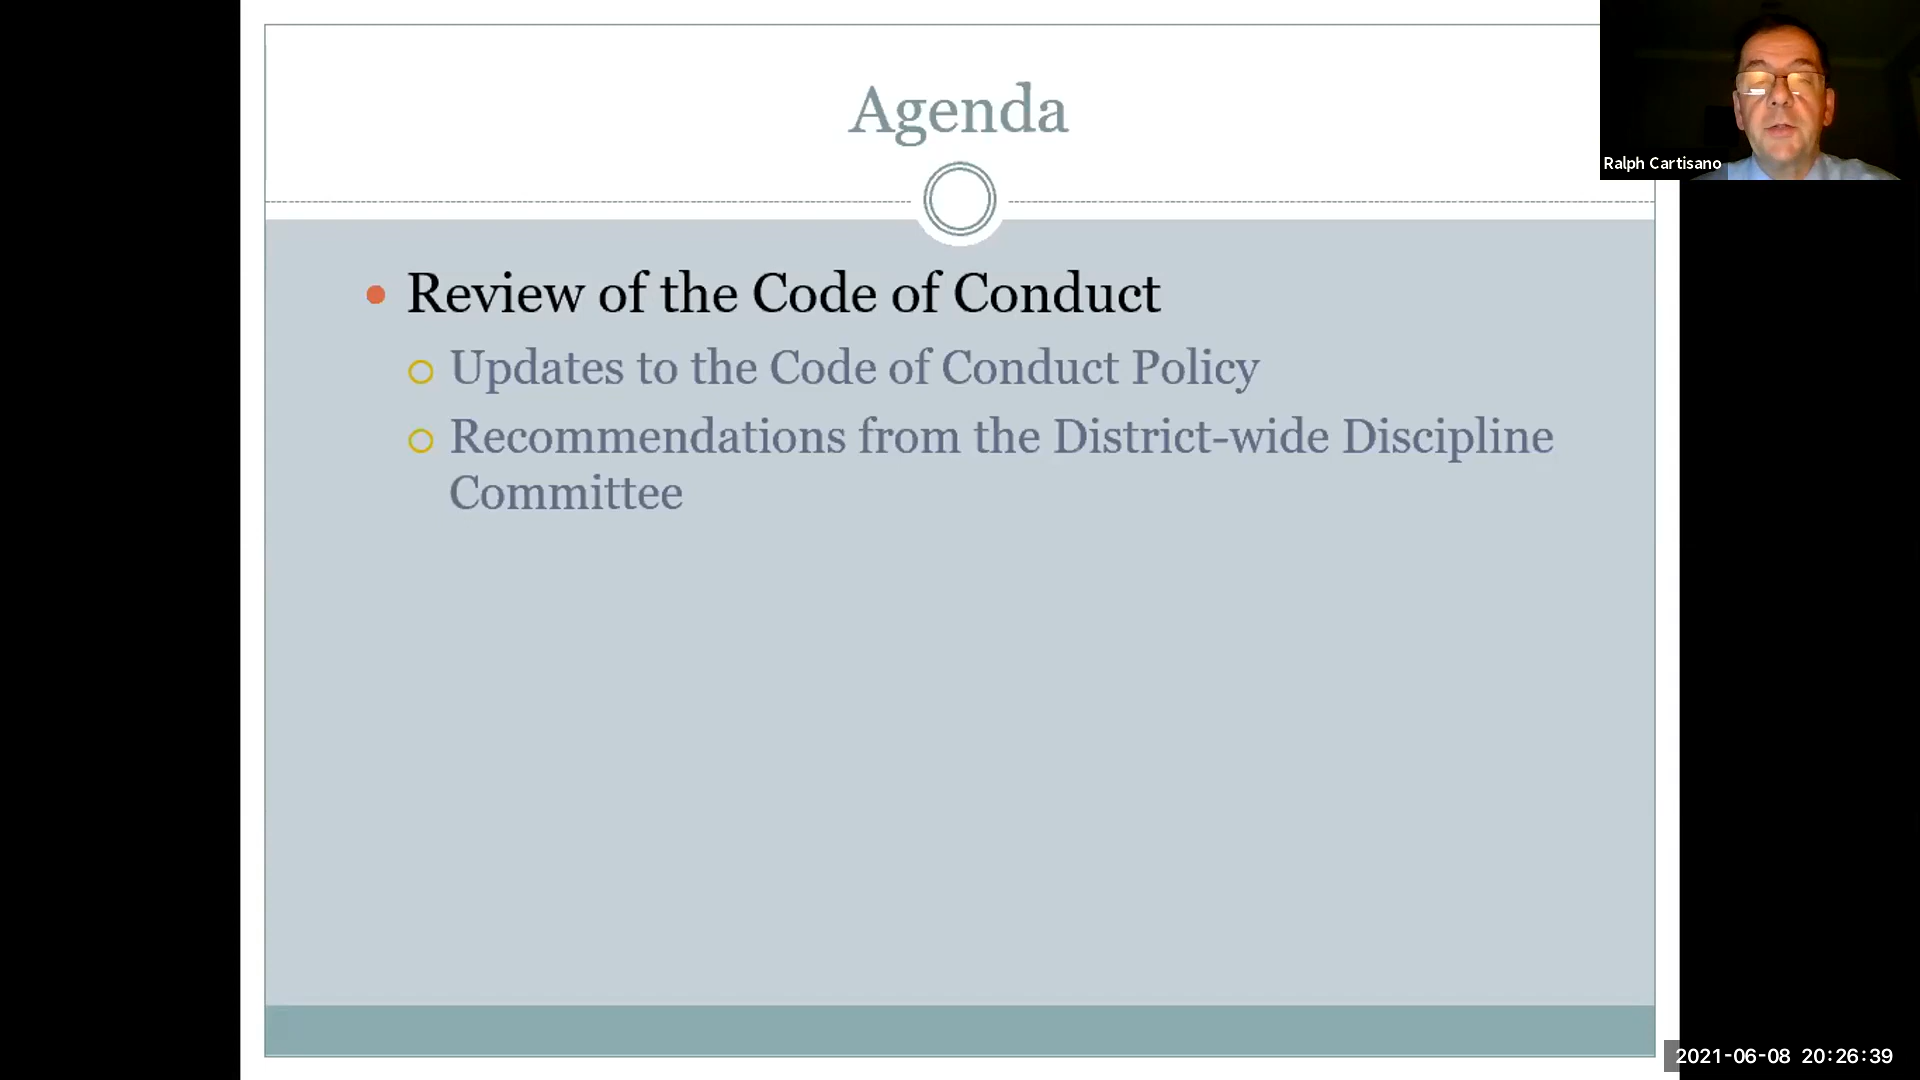 Agenda
Ralph Cartisano
Review of the Code of Conduct
Updates to the Code of Conduct Policy
Recommendations from the District-wide Discipline
Committee
2021-06-08 20:26:39